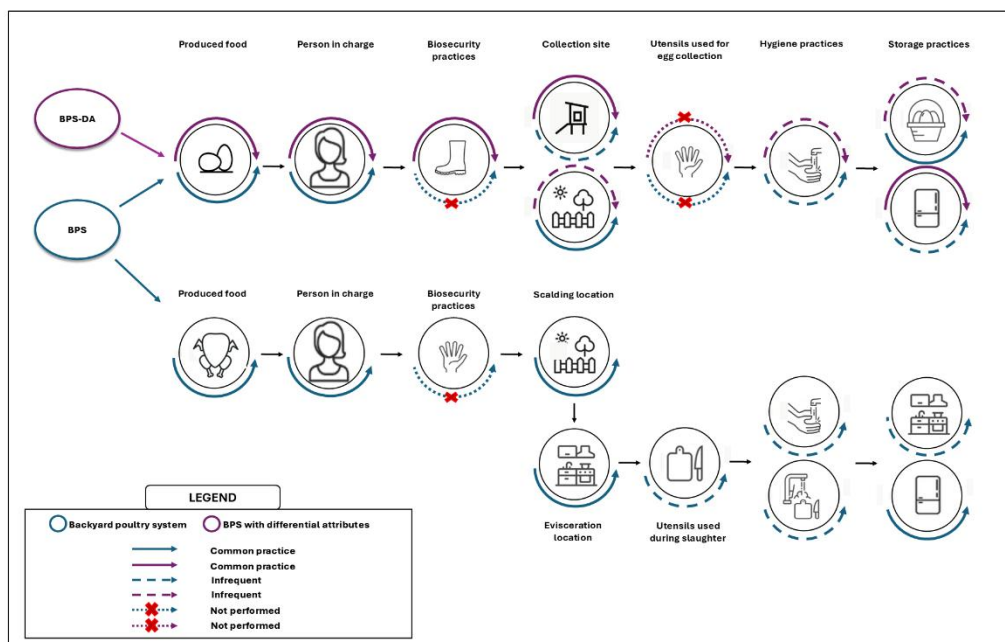 Produced food
Person in charge
Biosecurity
practices
Collection site
Utensils used for
egg collection
Hygiene practices
Storage practices
BPS-DA
BPS
Produced food
Person in charge
Biosecurity
practices
Scalding location
Evisceration
location
Utensils used
during slaughter
LEGEND
Backyard poultry system
BPS with differential attributes
Common practice
Common practice
Infrequent
Infrequent
Not performed
Not performed